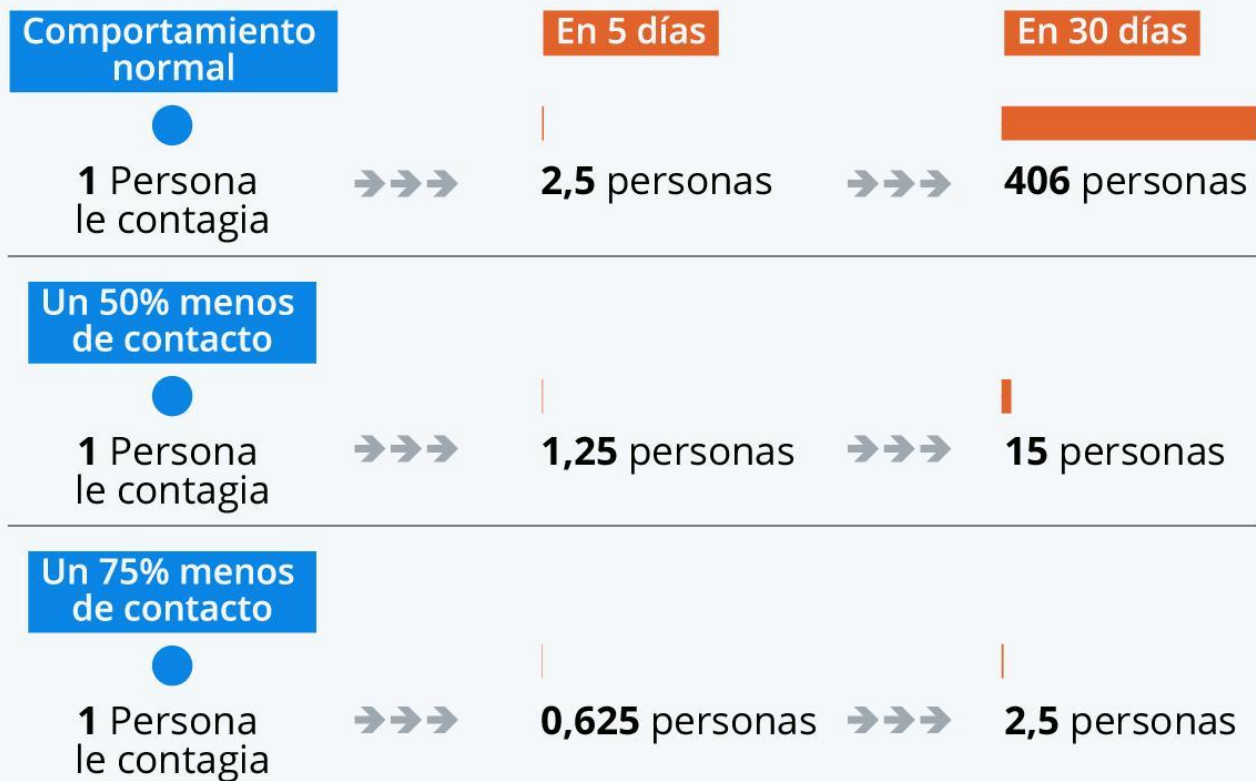 Comportamiento
normal
En 5 días
En 30 días
1 Persona
le contagia
2,5 personas
406 personas
Un 50% menos
de contacto
1 Persona
le contagia
1,25 personas
15 personas
Un 75% menos
de contacto
1 Persona
le contagia
0,625 personas
2,5 personas